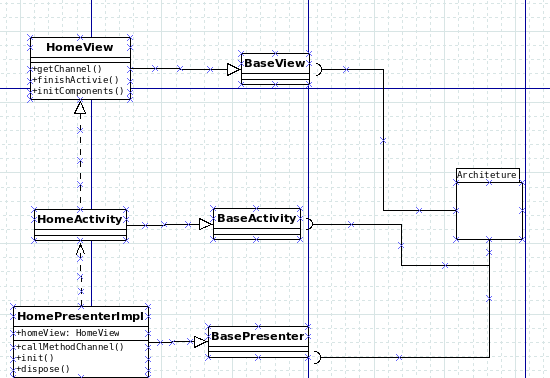 HomeView
+getChannel()
+finishActivie()
+initComponents()
BaseView
Architeture
HomeActivity
BaseActivity
HomePresenterImpl
+homeView: HomeView
+callMethodChannel()
+init()
+dispose()
BasePresenter